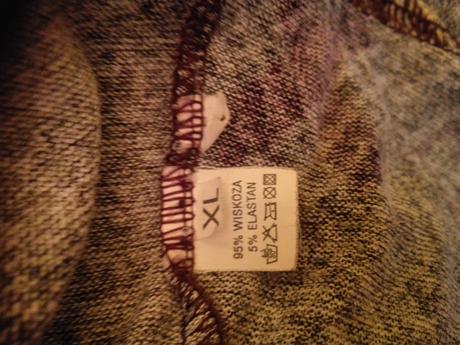 XL
95% WISKOZA
5% ELASTAN